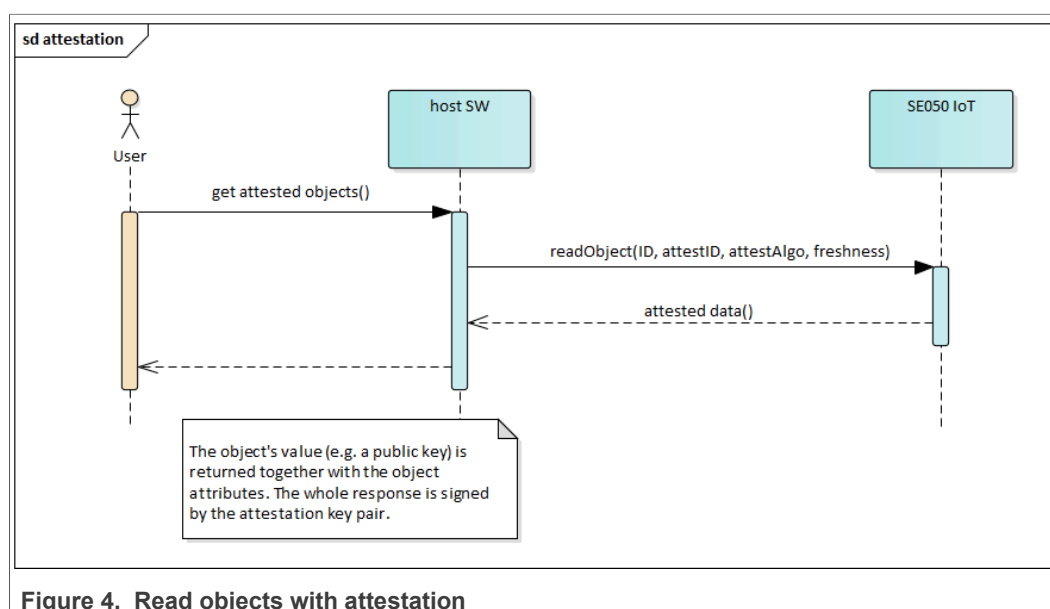 sd attestation
host SW
SE050 IoT
User
get attested objects()
readObject(ID, attestID, attestAlgo, freshness)
attested data()
The object's value (e.g. a public key) is
returned together with the object
attributes. The whole response is signed
by the attestation key pair.
Figure 4. Read objects with attestation